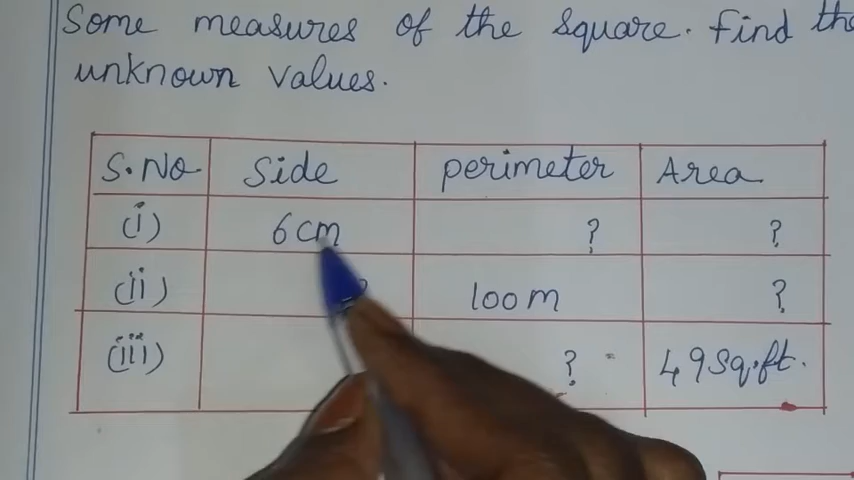 Some measures of the square. Find the
unknown values.
S.No Side perimeter Area
(i) 6cm ? ?
(ii) ? 100m ?
(iii) ? 49sq.ft.